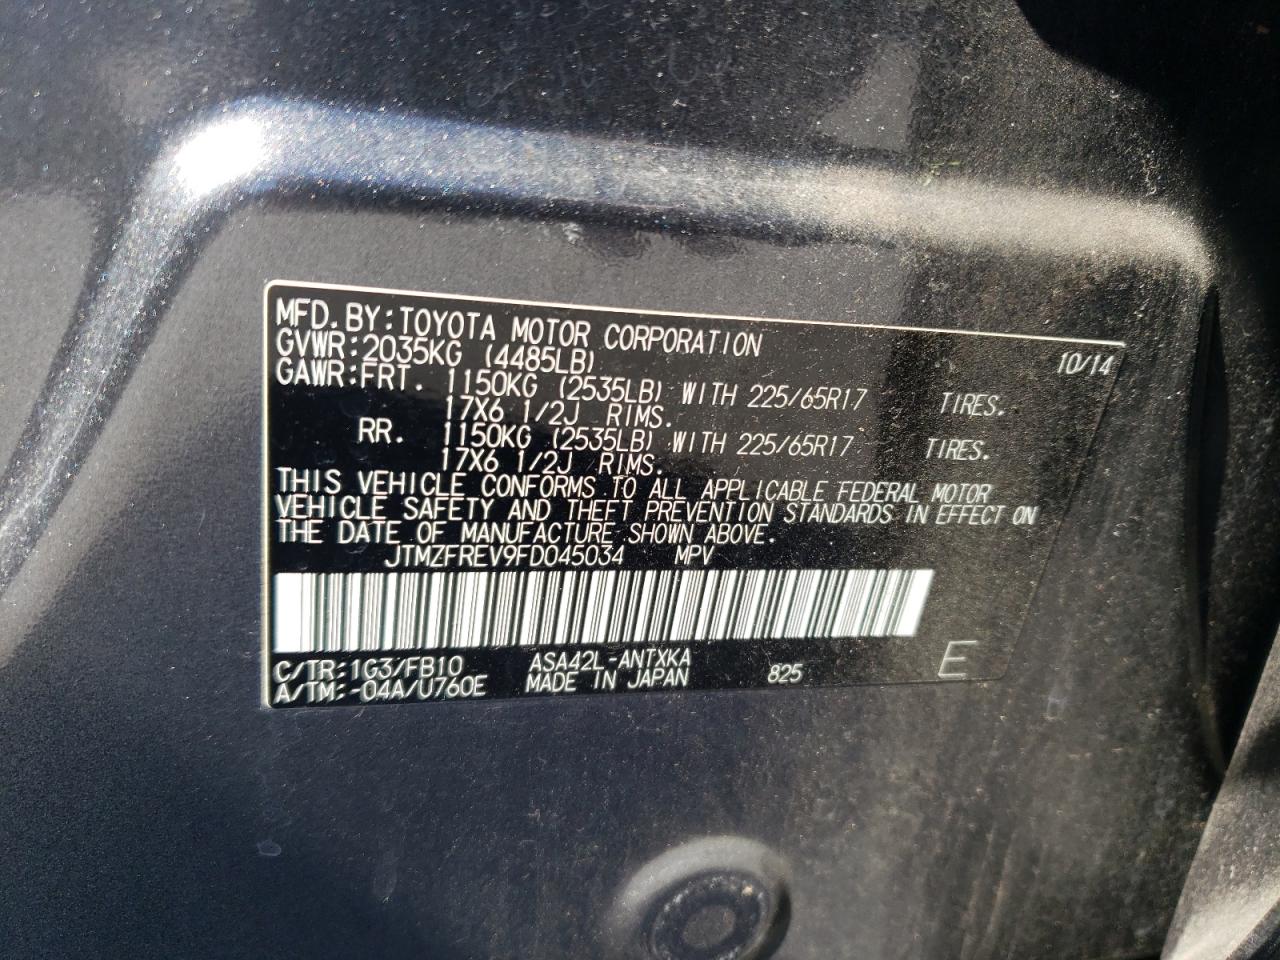 MFD. BY: TOYOTA MOTOR CORPORATION 10/14
GVWR: 2035KG (4485LB)
GAWR: FRT. 1150KG (2535LB) WITH 225/65R17 TIRES.
17X6 1/2J RIMS.
RR. 1150KG (2535LB) WITH 225/65R17 TIRES.
17X6 1/2J RIMS.
THIS VEHICLE CONFORMS TO ALL APPLICABLE FEDERAL MOTOR
VEHICLE SAFETY AND THEFT PREVENTION STANDARDS IN EFFECT ON
THE DATE OF MANUFACTURE SHOWN ABOVE.
JTMZFREV9FD045034 MPV
C/TR: 1G3/FB10 ASA42L-ANTXKA 825 E
A/TM: -04A/U760E MADE IN JAPAN